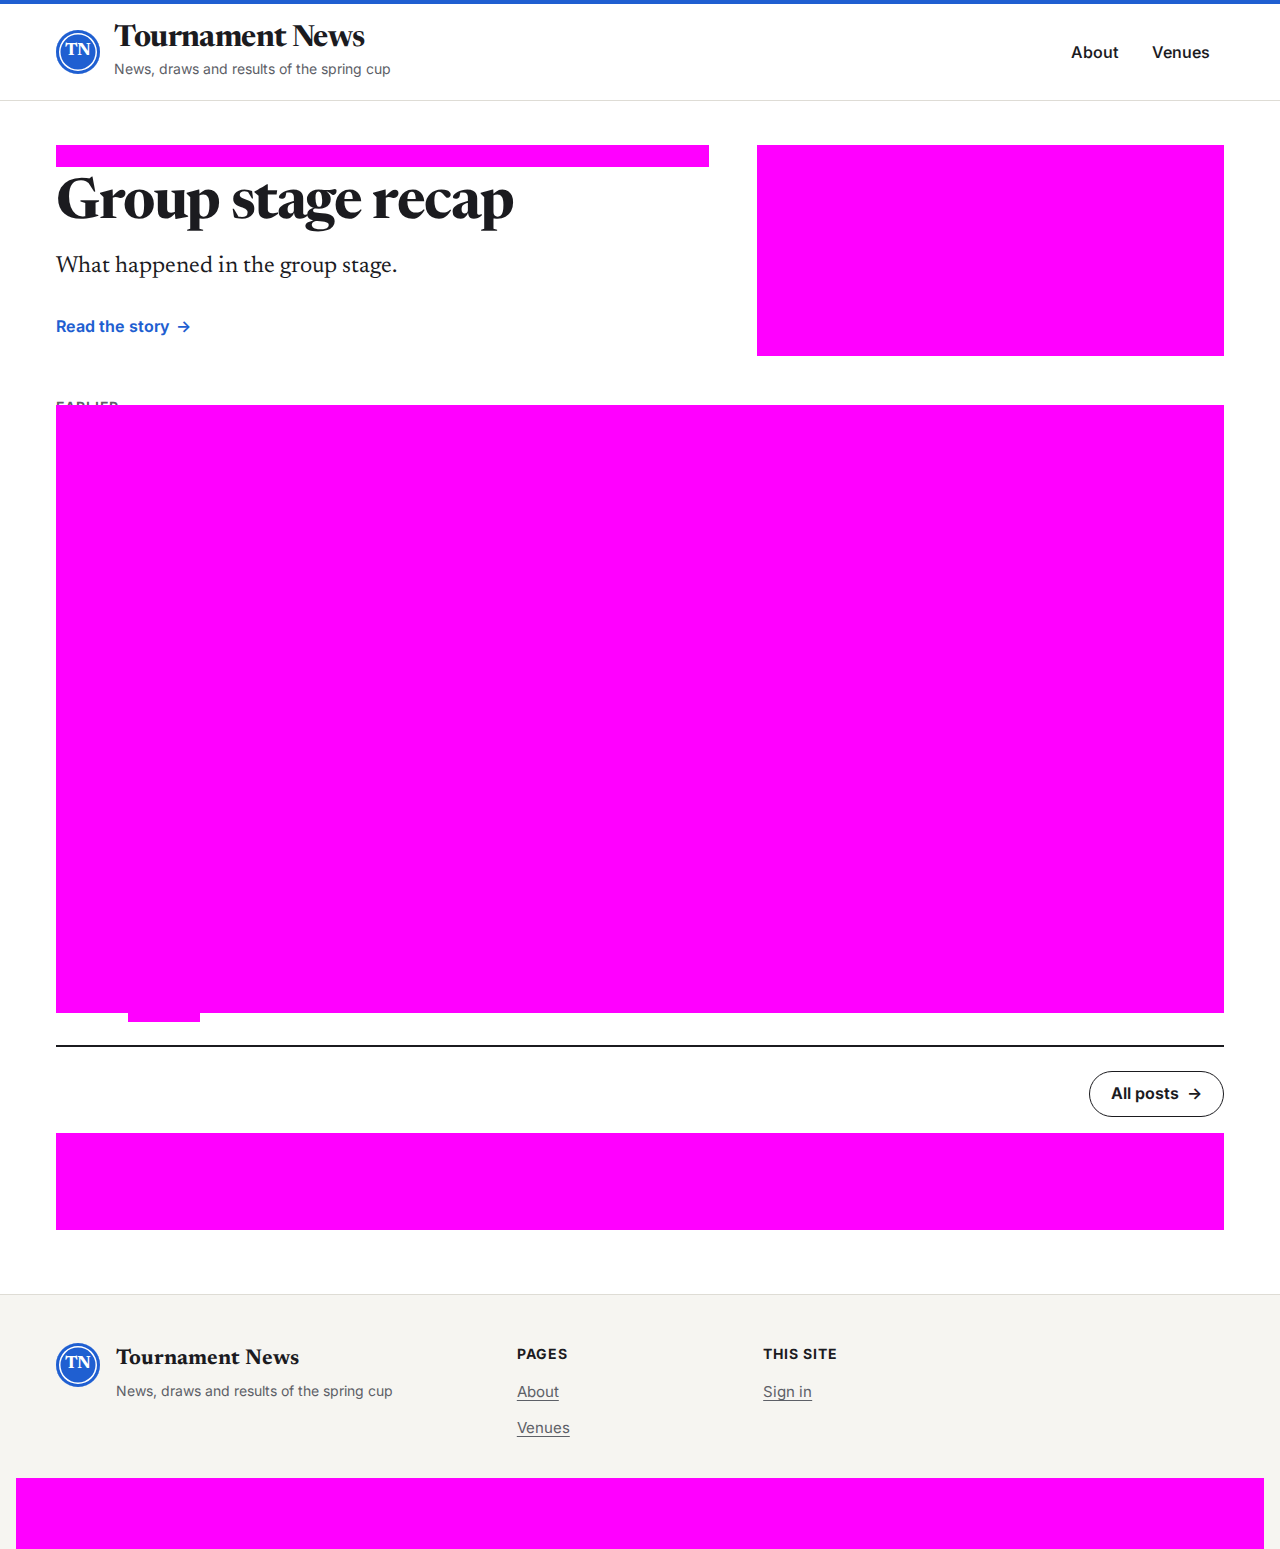 TN
Tournament News
News, draws and results of the spring cup
About
Venues
Group stage recap
What happened in the group stage.
Read the story →
All posts →
TN
Tournament News
News, draws and results of the spring cup
PAGES
About
Venues
THIS SITE
Sign in